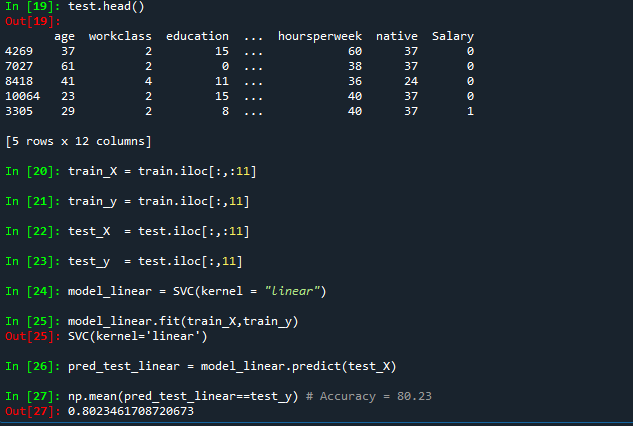 In [19]: test.head()
Out[19]:
       age  workclass  education  ...  hoursperweek  native  Salary
4269    37          2         15  ...            60      37       0
7027    61          2          0  ...            38      37       0
8418    41          4         11  ...            36      24       0
10064   23          2         15  ...            40      37       0
3305    29          2          8  ...            40      37       1
[5 rows x 12 columns]
In [20]: train_X = train.iloc[:,:11]
In [21]: train_y = train.iloc[:,11]
In [22]: test_X  = test.iloc[:,:11]
In [23]: test_y  = test.iloc[:,11]
In [24]: model_linear = SVC(kernel = "linear")
In [25]: model_linear.fit(train_X,train_y)
Out[25]: SVC(kernel='linear')
In [26]: pred_test_linear = model_linear.predict(test_X)
In [27]: np.mean(pred_test_linear==test_y) # Accuracy = 80.23
Out[27]: 0.8023461708720673